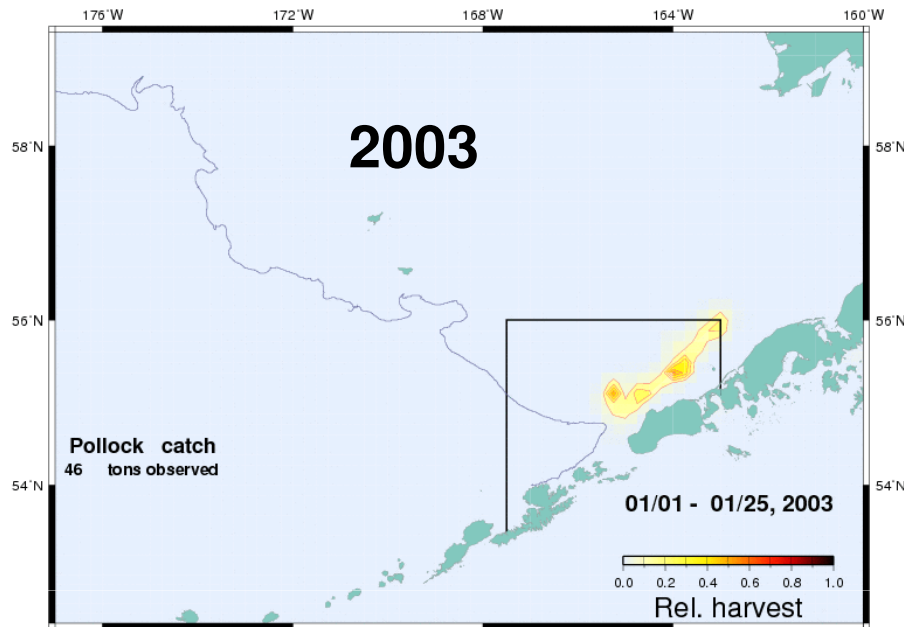 176˚W 172˚W 168˚W 164˚W 160˚W
2003
58˚N 58˚N
56˚N 56˚N
Pollock catch
46 tons observed
54˚N 54˚N
01/01 - 01/25, 2003
0.0 0.2 0.4 0.6 0.8 1.0
Rel. harvest